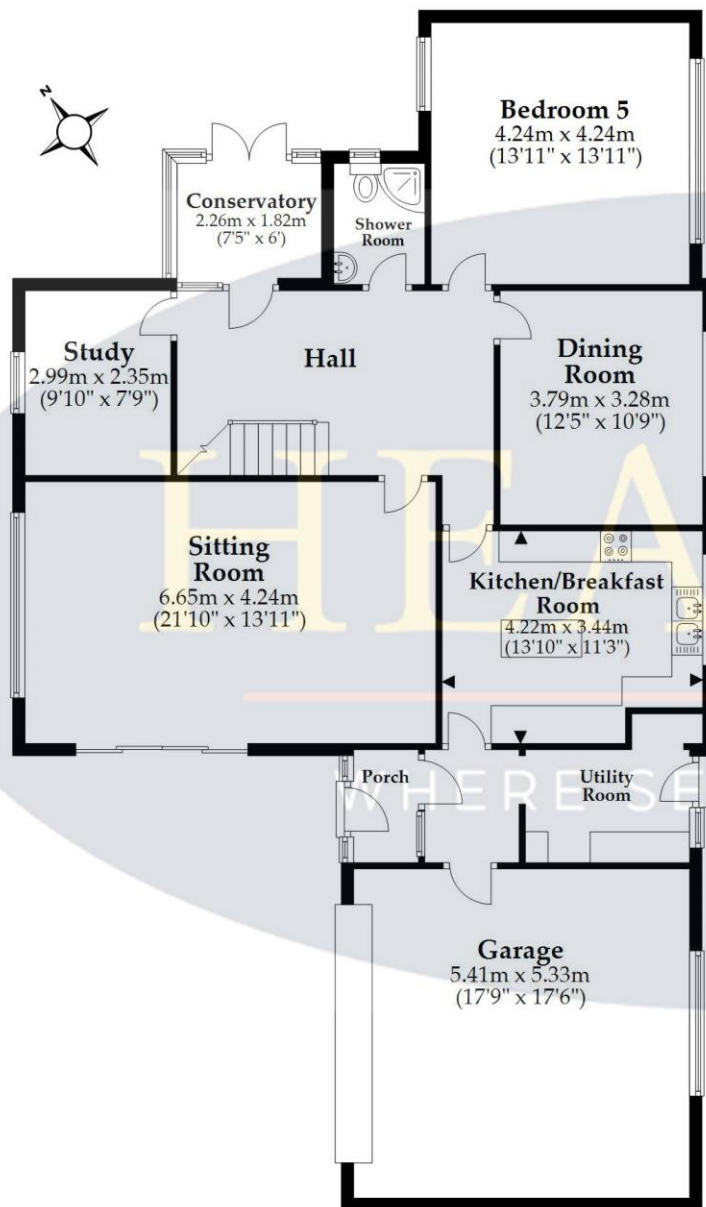 N
Bedroom 5
4.24m x 4.24m
(13'11" x 13'11")
Conservatory
2.26m x 1.82m
(7'5" x 6')
Shower
Room
Study
2.99m x 2.35m
(9'10" x 7'9")
Hall
Dining
Room
3.79m x 3.28m
(12'5" x 10'9")
HEA
Sitting
Room
6.65m x 4.24m
(21'10" x 13'11")
Kitchen/Breakfast
Room
4.22m x 3.44m
(13'10" x 11'3")
Porch
Utility
Room
WHERE SE
Garage
5.41m x 5.33m
(17'9" x 17'6")